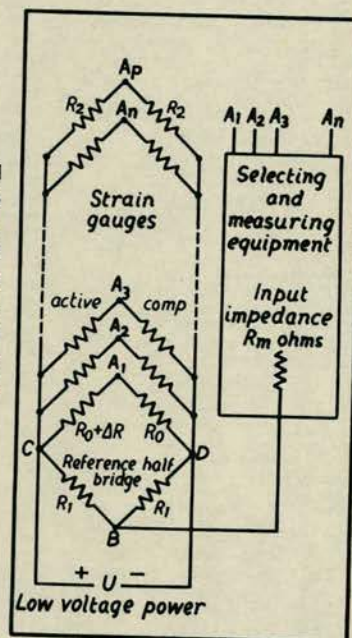 Ap
R2 An R2
A1 A2 A3 An
Strain
gauges
Selecting
and
measuring
equipment
Input
impedance
Rm ohms
A3
active comp
A2
A1
R0+ΔR R0
C D
Reference half
bridge
R1 R1
B
+ U −
Low voltage power